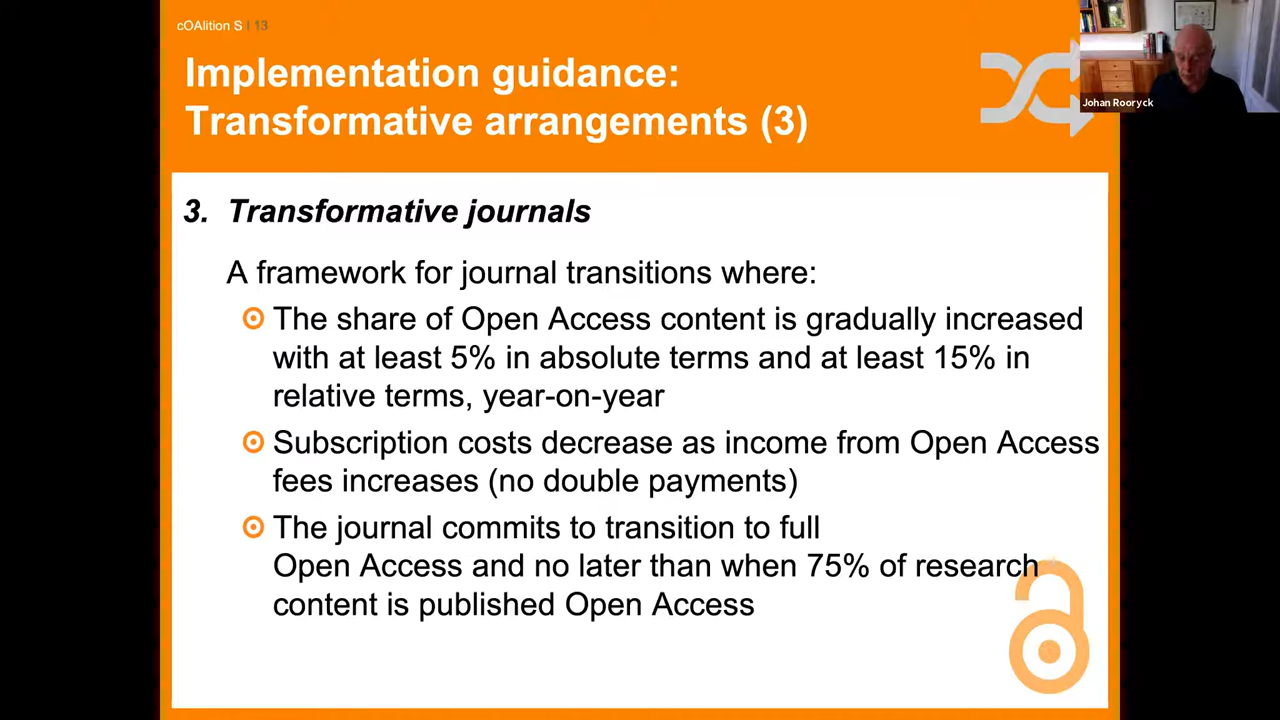 cOAlition S | 13
Implementation guidance:
Transformative arrangements (3)
Johan Rooryck
3. Transformative journals
A framework for journal transitions where:
The share of Open Access content is gradually increased
with at least 5% in absolute terms and at least 15% in
relative terms, year-on-year
Subscription costs decrease as income from Open Access
fees increases (no double payments)
The journal commits to transition to full
Open Access and no later than when 75% of research
content is published Open Access